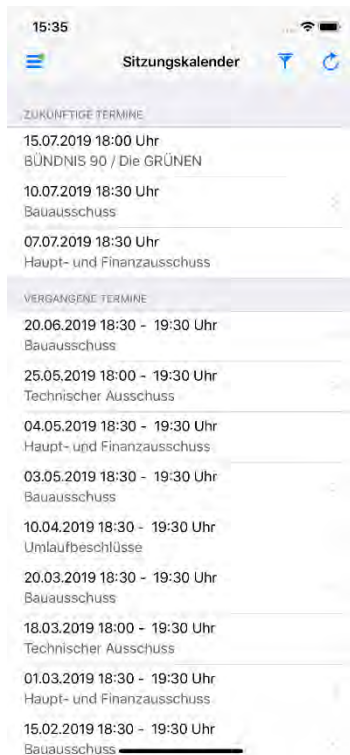 15:35
Sitzungskalender
ZUKÜNFTIGE TERMINE
15.07.2019 18:00 Uhr
BÜNDNIS 90 / Die GRÜNEN
10.07.2019 18:30 Uhr
Bauausschuss
07.07.2019 18:30 Uhr
Haupt- und Finanzausschuss
VERGANGENE TERMINE
20.06.2019 18:30 - 19:30 Uhr
Bauausschuss
25.05.2019 18:00 - 19:30 Uhr
Technischer Ausschuss
04.05.2019 18:30 - 19:30 Uhr
Haupt- und Finanzausschuss
03.05.2019 18:30 - 19:30 Uhr
Bauausschuss
10.04.2019 18:30 - 19:30 Uhr
Umlaufbeschlüsse
20.03.2019 18:30 - 19:30 Uhr
Bauausschuss
18.03.2019 18:00 - 19:30 Uhr
Technischer Ausschuss
01.03.2019 18:30 - 19:30 Uhr
Haupt- und Finanzausschuss
15.02.2019 18:30 - 19:30 Uhr
Bauausschuss